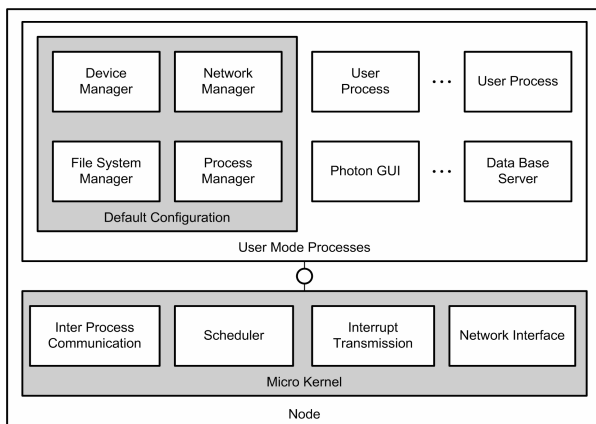 Device
Manager
Network
Manager
User
Process
...
User Process
File System
Manager
Process
Manager
Photon GUI
...
Data Base
Server
Default Configuration
User Mode Processes
Inter Process
Communication
Scheduler
Interrupt
Transmission
Network Interface
Micro Kernel
Node